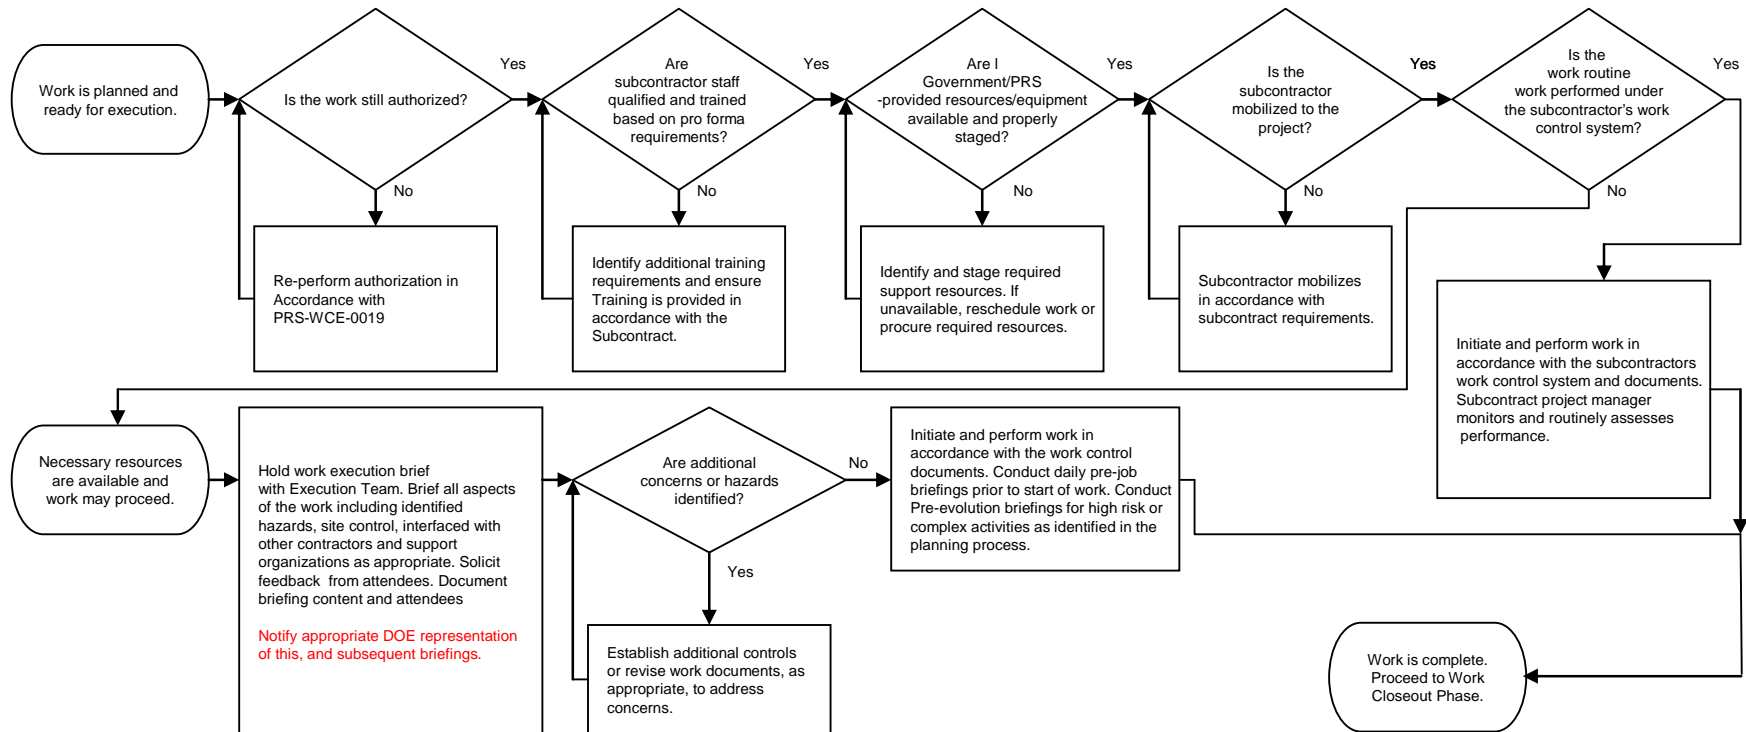 Work is planned and
ready for execution.
Is the work still authorized?
Yes
No
Re-perform authorization in
Accordance with
PRS-WCE-0019
Are
subcontractor staff
qualified and trained
based on pro forma
requirements?
Yes
No
Identify additional training
requirements and ensure
Training is provided in
accordance with the
Subcontract.
Are I
Government/PRS
-provided resources/equipment
available and properly
staged?
Yes
No
Identify and stage required
support resources. If
unavailable, reschedule work or
procure required resources.
Is the
subcontractor
mobilized to the
project?
Yes
No
Subcontractor mobilizes
in accordance with
subcontract requirements.
Is the
work routine
work performed under
the subcontractor's work
control system?
Yes
No
Initiate and perform work in
accordance with the subcontractors
work control system and documents.
Subcontract project manager
monitors and routinely assesses
performance.
Necessary resources
are available and
work may proceed.
Hold work execution brief
with Execution Team. Brief all aspects
of the work including identified
hazards, site control, interfaced with
other contractors and support
organizations as appropriate. Solicit
feedback from attendees. Document
briefing content and attendees
Notify appropriate DOE representation
of this, and subsequent briefings.
Are additional
concerns or hazards
identified?
No
Yes
Establish additional controls
or revise work documents, as
appropriate, to address
concerns.
Initiate and perform work in
accordance with the work control
documents. Conduct daily pre-job
briefings prior to start of work. Conduct
Pre-evolution briefings for high risk or
complex activities as identified in the
planning process.
Work is complete.
Proceed to Work
Closeout Phase.